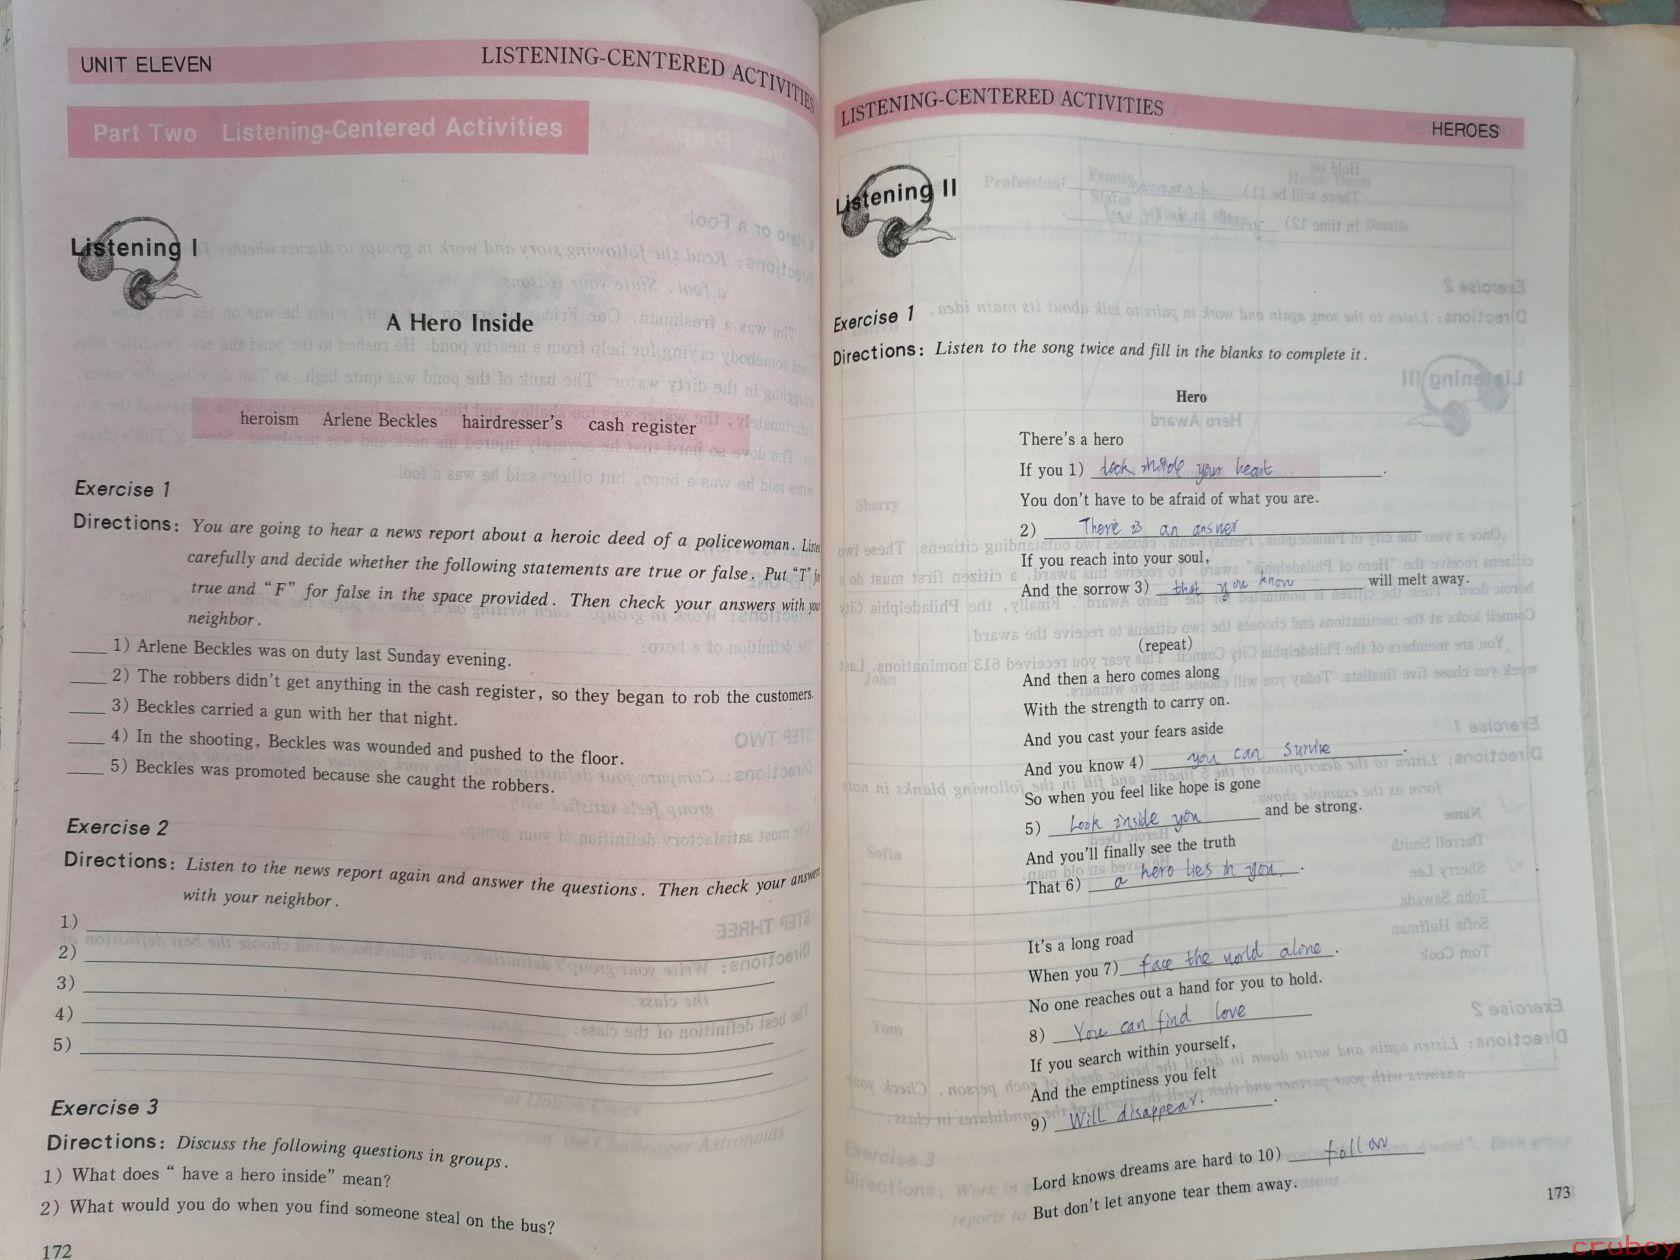 UNIT ELEVEN
LISTENING-CENTERED ACTIVITIES
Part Two Listening-Centered Activities
Listening I
A Hero Inside
heroism Arlene Beckles hairdresser's cash register
Exercise 1
Directions: You are going to hear a news report about a heroic deed of a policewoman. Listen
carefully and decide whether the following statements are true or false. Put "T" for
true and "F" for false in the space provided. Then check your answers with your
neighbor.
____ 1) Arlene Beckles was on duty last Sunday evening.
____ 2) The robbers didn't get anything in the cash register, so they began to rob the customers.
____ 3) Beckles carried a gun with her that night.
____ 4) In the shooting, Beckles was wounded and pushed to the floor.
____ 5) Beckles was promoted because she caught the robbers.
Exercise 2
Directions: Listen to the news report again and answer the questions. Then check your answers
with your neighbor.
1)
2)
3)
4)
5)
Exercise 3
Directions: Discuss the following questions in groups.
1) What does "have a hero inside" mean?
2) What would you do when you find someone steal on the bus?
172
LISTENING-CENTERED ACTIVITIES
HEROES
Listening II
Exercise 1
Directions: Listen to the song twice and fill in the blanks to complete it.
Hero
There's a hero
If you 1) look inside your heart.
You don't have to be afraid of what you are.
2) There is an answer
If you reach into your soul,
And the sorrow 3) that you know will melt away.
(repeat)
And then a hero comes along
With the strength to carry on.
And you cast your fears aside
And you know 4) you can survive.
So when you feel like hope is gone
5) Look inside you and be strong.
And you'll finally see the truth
That 6) a hero lies in you.
It's a long road
When you 7) face the world alone.
No one reaches out a hand for you to hold.
8) You can find love
If you search within yourself,
And the emptiness you felt
9) Will disappear.
Lord knows dreams are hard to 10) follow
But don't let anyone tear them away.
173
cruboy